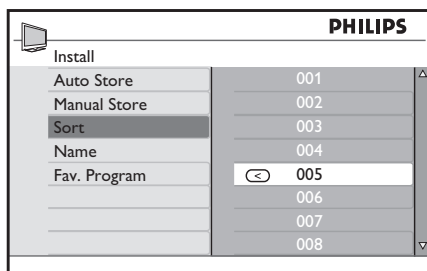 PHILIPS
Install
Auto Store
Manual Store
Sort
Name
Fav. Program
001
002
003
004
< 005
006
007
008